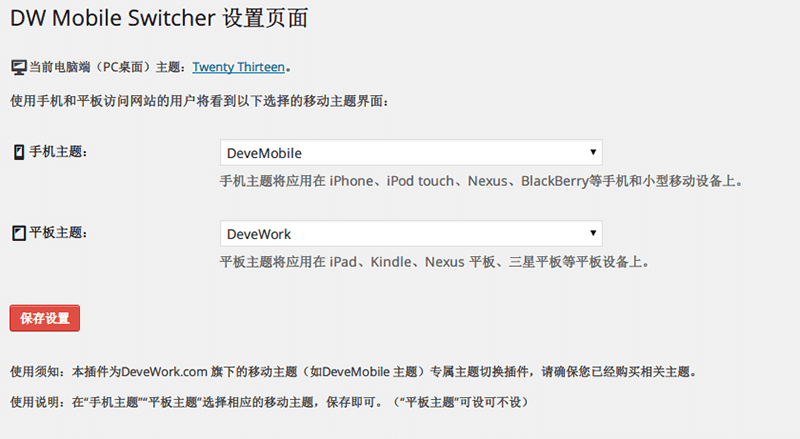 DW Mobile Switcher 设置页面
当前电脑端（PC桌面）主题：Twenty Thirteen。
使用手机和平板访问网站的用户将看到以下选择的移动主题界面：
手机主题： DeveMobile
手机主题将应用在 iPhone、iPod touch、Nexus、BlackBerry等手机和小型移动设备上。
平板主题： DeveWork
平板主题将应用在 iPad、Kindle、Nexus 平板、三星平板等平板设备上。
保存设置
使用须知：本插件为DeveWork.com 旗下的移动主题（如DeveMobile 主题）专属主题切换插件，请确保您已经购买相关主题。
使用说明：在“手机主题”“平板主题”选择相应的移动主题，保存即可。（“平板主题”可设可不设）